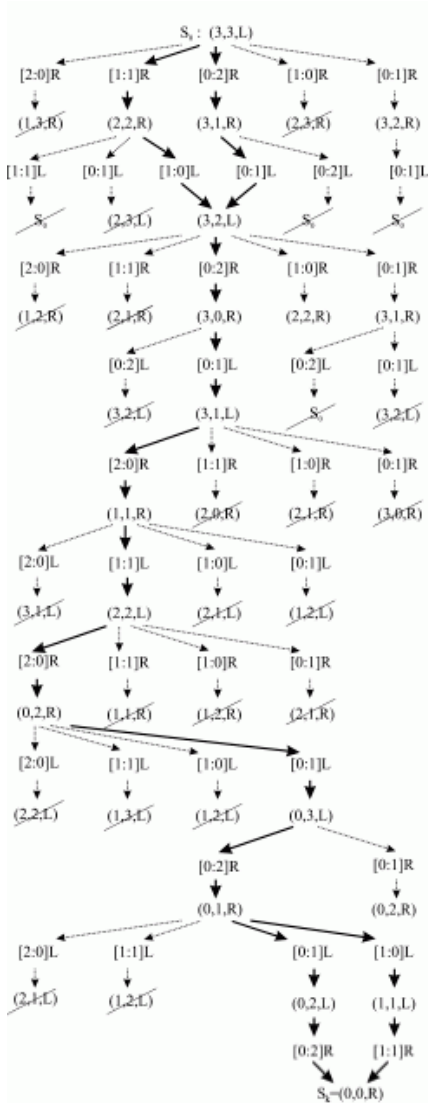 S₀ : (3,3,L)
[2:0]R [1:1]R [0:2]R [1:0]R [0:1]R
(1,3,R) (2,2,R) (3,1,R) (2,3,R) (3,2,R)
[1:1]L [0:1]L [1:0]L [0:1]L [0:2]L [0:1]L
S₀ (2,3,L) (3,2,L) S₀ S₀
[2:0]R [1:1]R [0:2]R [1:0]R [0:1]R
(1,2,R) (2,1,R) (3,0,R) (2,2,R) (3,1,R)
[0:2]L [0:1]L [0:2]L [0:1]L
(3,2,L) (3,1,L) S₀ (3,2,L)
[2:0]R [1:1]R [1:0]R [0:1]R
(1,1,R) (2,0,R) (2,1,R) (3,0,R)
[2:0]L [1:1]L [1:0]L [0:1]L
(3,1,L) (2,2,L) (2,1,L) (1,2,L)
[2:0]R [1:1]R [1:0]R [0:1]R
(0,2,R) (1,1,R) (1,2,R) (2,1,R)
[2:0]L [1:1]L [1:0]L [0:1]L
(2,2,L) (1,3,L) (1,2,L) (0,3,L)
[0:2]R [0:1]R
(0,1,R) (0,2,R)
[2:0]L [1:1]L [0:1]L [1:0]L
(2,1,L) (1,2,L) (0,2,L) (1,1,L)
[0:2]R [1:1]R
Sₖ=(0,0,R)